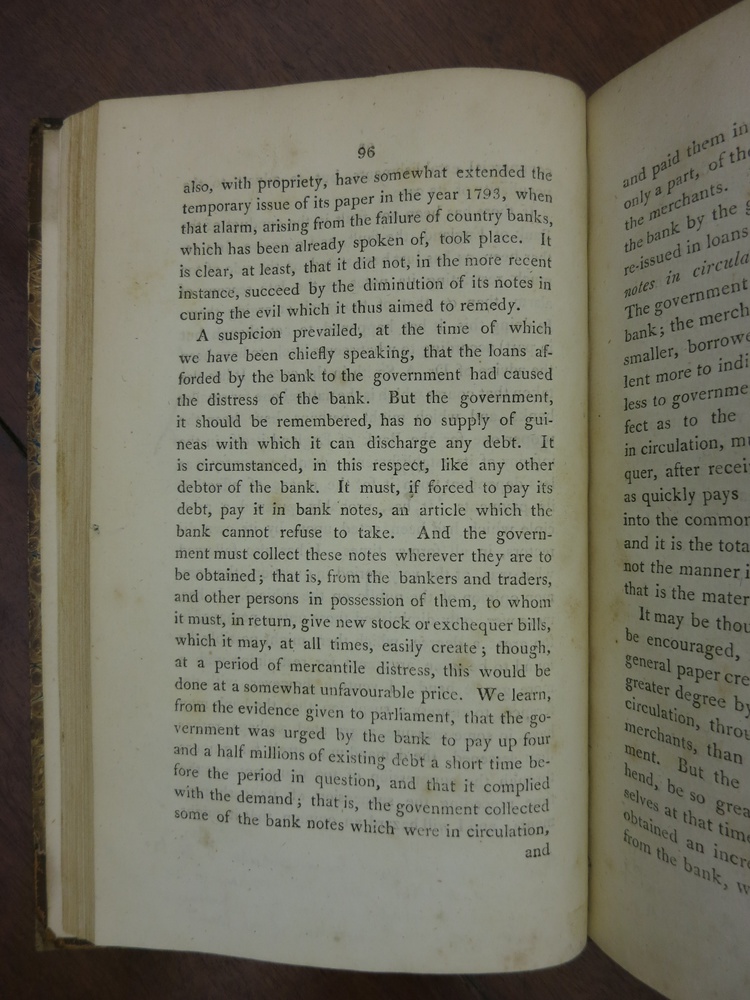 96
also, with propriety, have somewhat extended the
temporary issue of its paper in the year 1793, when
that alarm, arising from the failure of country banks,
which has been already spoken of, took place. It
is clear, at least, that it did not, in the more recent
instance, succeed by the diminution of its notes in
curing the evil which it thus aimed to remedy.
A suspicion prevailed, at the time of which
we have been chiefly speaking, that the loans af-
forded by the bank to the government had caused
the distress of the bank. But the government,
it should be remembered, has no supply of gui-
neas with which it can discharge any debt. It
is circumstanced, in this respect, like any other
debtor of the bank. It must, if forced to pay its
debt, pay it in bank notes, an article which the
bank cannot refuse to take. And the govern-
ment must collect these notes wherever they are to
be obtained; that is, from the bankers and traders,
and other persons in possession of them, to whom
it must, in return, give new stock or exchequer bills,
which it may, at all times, easily create; though,
at a period of mercantile distress, this would be
done at a somewhat unfavourable price. We learn,
from the evidence given to parliament, that the go-
vernment was urged by the bank to pay up four
and a half millions of existing debt a short time be-
fore the period in question, and that it complied
with the demand; that is, the govenment collected
some of the bank notes which were in circulation,
and
and paid them in
only a part, of the
the merchants.
the bank by the
re-issued in loans
notes in circula
The government
bank; the merch
smaller, borrowe
lent more to indi
less to governme
fect as to the
in circulation, m
quer, after recei
as quickly pays
into the common
and it is the tota
not the manner i
that is the mater
It may be thou
be encouraged,
general paper cre
greater degree by
circulation, throu
merchants, than
ment. But the
hend, be so grea
selves at that time
obtained an incre
from the bank, w